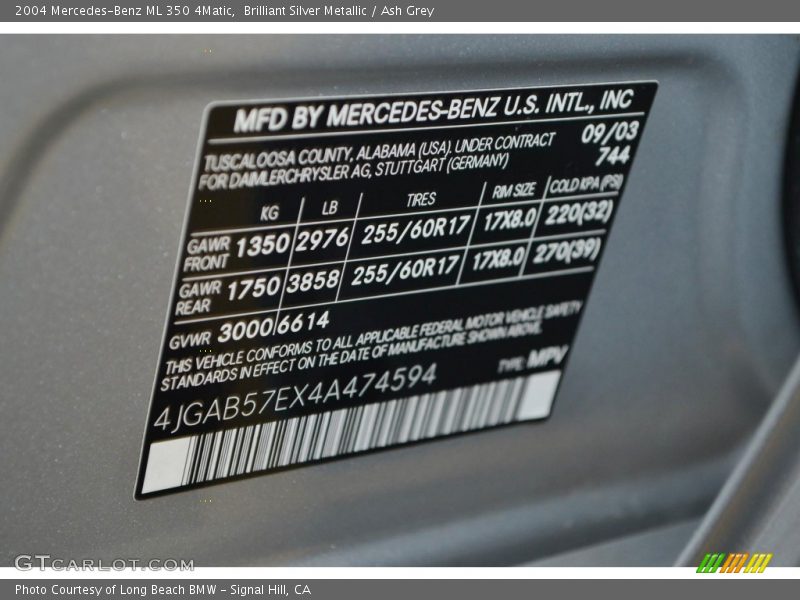 2004 Mercedes-Benz ML 350 4Matic, Brilliant Silver Metallic / Ash Grey
MFD BY MERCEDES-BENZ U.S. INTL., INC
TUSCALOOSA COUNTY, ALABAMA (USA). UNDER CONTRACT 09/03
FOR DAIMLERCHRYSLER AG, STUTTGART (GERMANY) 744
KG LB TIRES RIM SIZE COLD KPA (PSI)
GAWR FRONT 1350 2976 255/60R17 17X8.0 220(32)
GAWR REAR 1750 3858 255/60R17 17X8.0 270(39)
GVWR 3000 6614
THIS VEHICLE CONFORMS TO ALL APPLICABLE FEDERAL MOTOR VEHICLE SAFETY
STANDARDS IN EFFECT ON THE DATE OF MANUFACTURE SHOWN ABOVE.
4JGAB57EX4A474594 TYPE: MPV
GTCARLOT.COM
Photo Courtesy of Long Beach BMW - Signal Hill, CA